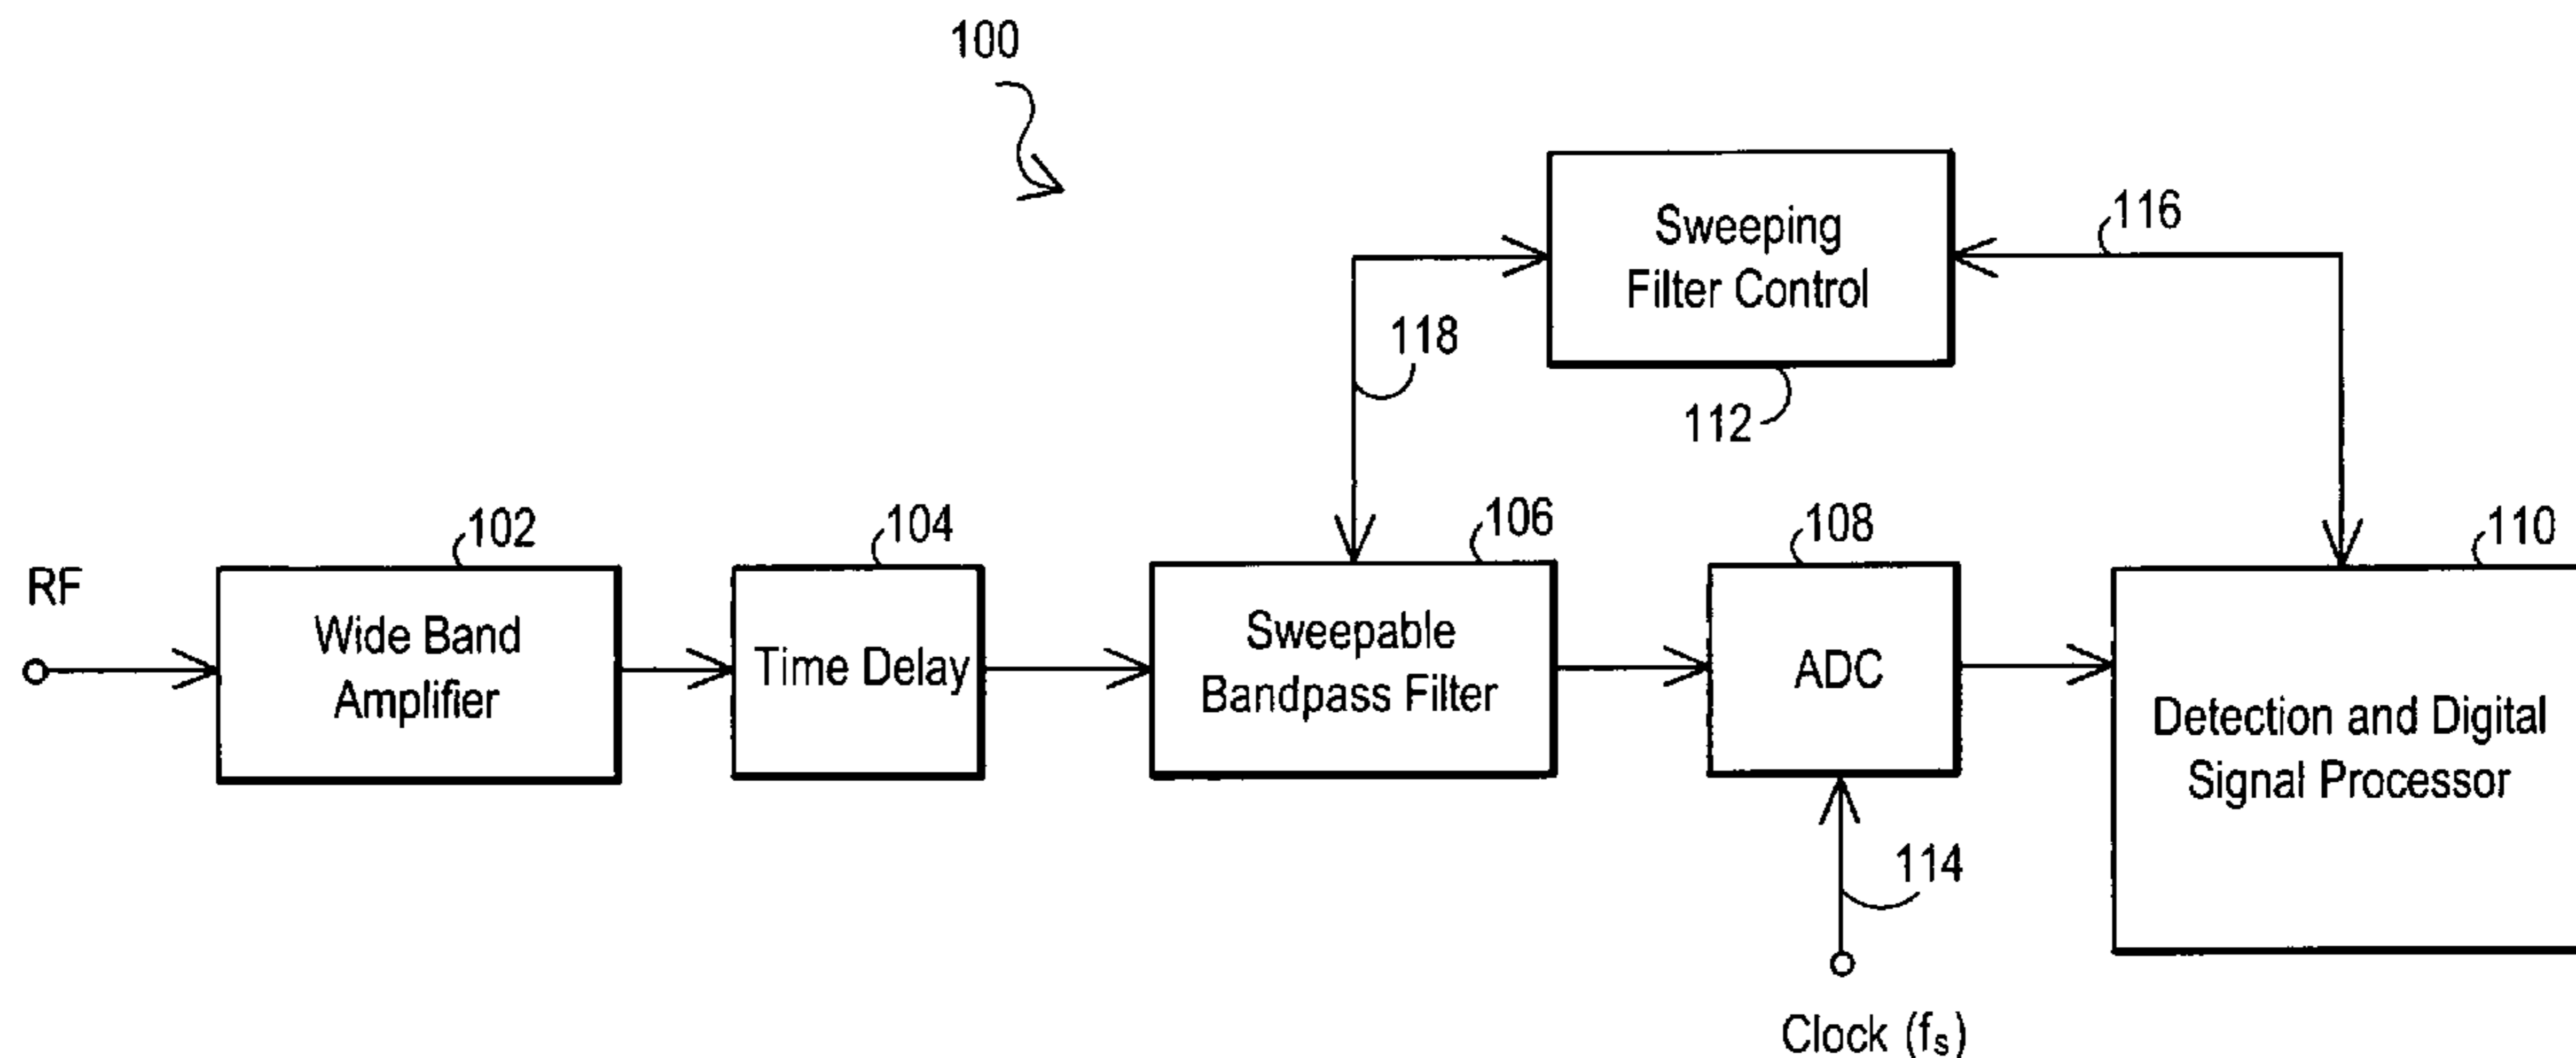 100
Sweeping
Filter Control
116
118
112
RF
102
104
106
108
110
Wide Band
Amplifier
Time Delay
Sweepable
Bandpass Filter
ADC
Detection and Digital
Signal Processor
114
Clock (fs)